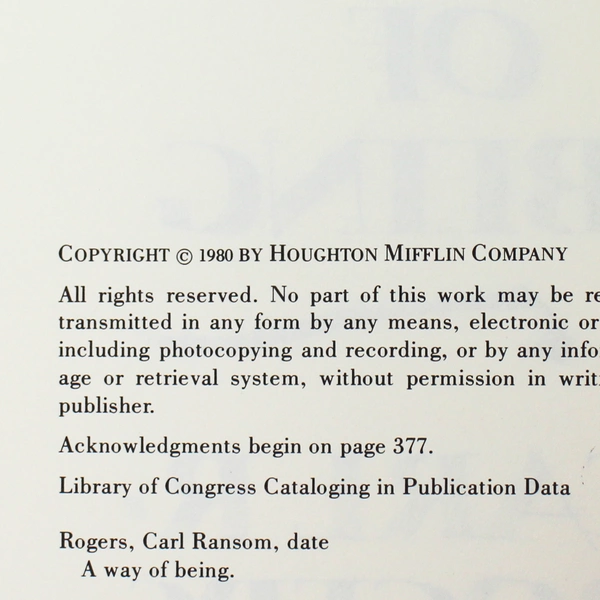 COPYRIGHT © 1980 BY HOUGHTON MIFFLIN COMPANY
All rights reserved. No part of this work may be re
transmitted in any form by any means, electronic or
including photocopying and recording, or by any info
age or retrieval system, without permission in writi
publisher.
Acknowledgments begin on page 377.
Library of Congress Cataloging in Publication Data
Rogers, Carl Ransom, date
A way of being.